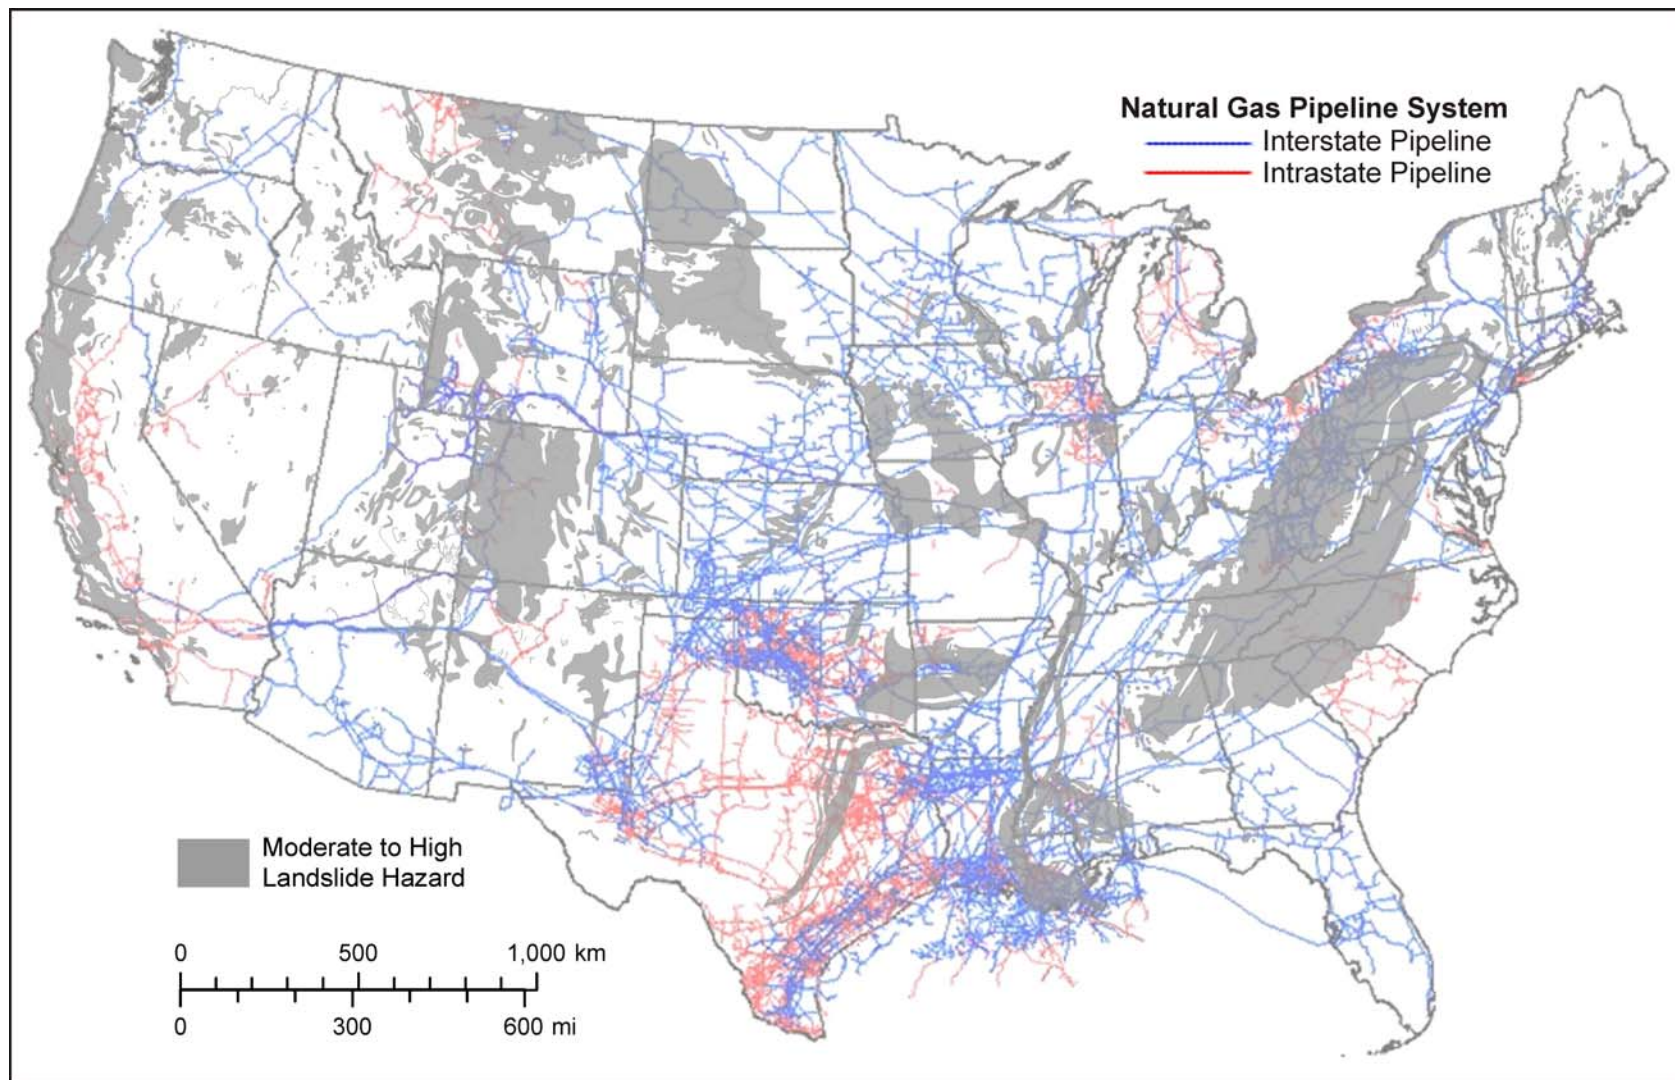 Natural Gas Pipeline System
Interstate Pipeline
Intrastate Pipeline
Moderate to High
Landslide Hazard
0 500 1,000 km
0 300 600 mi